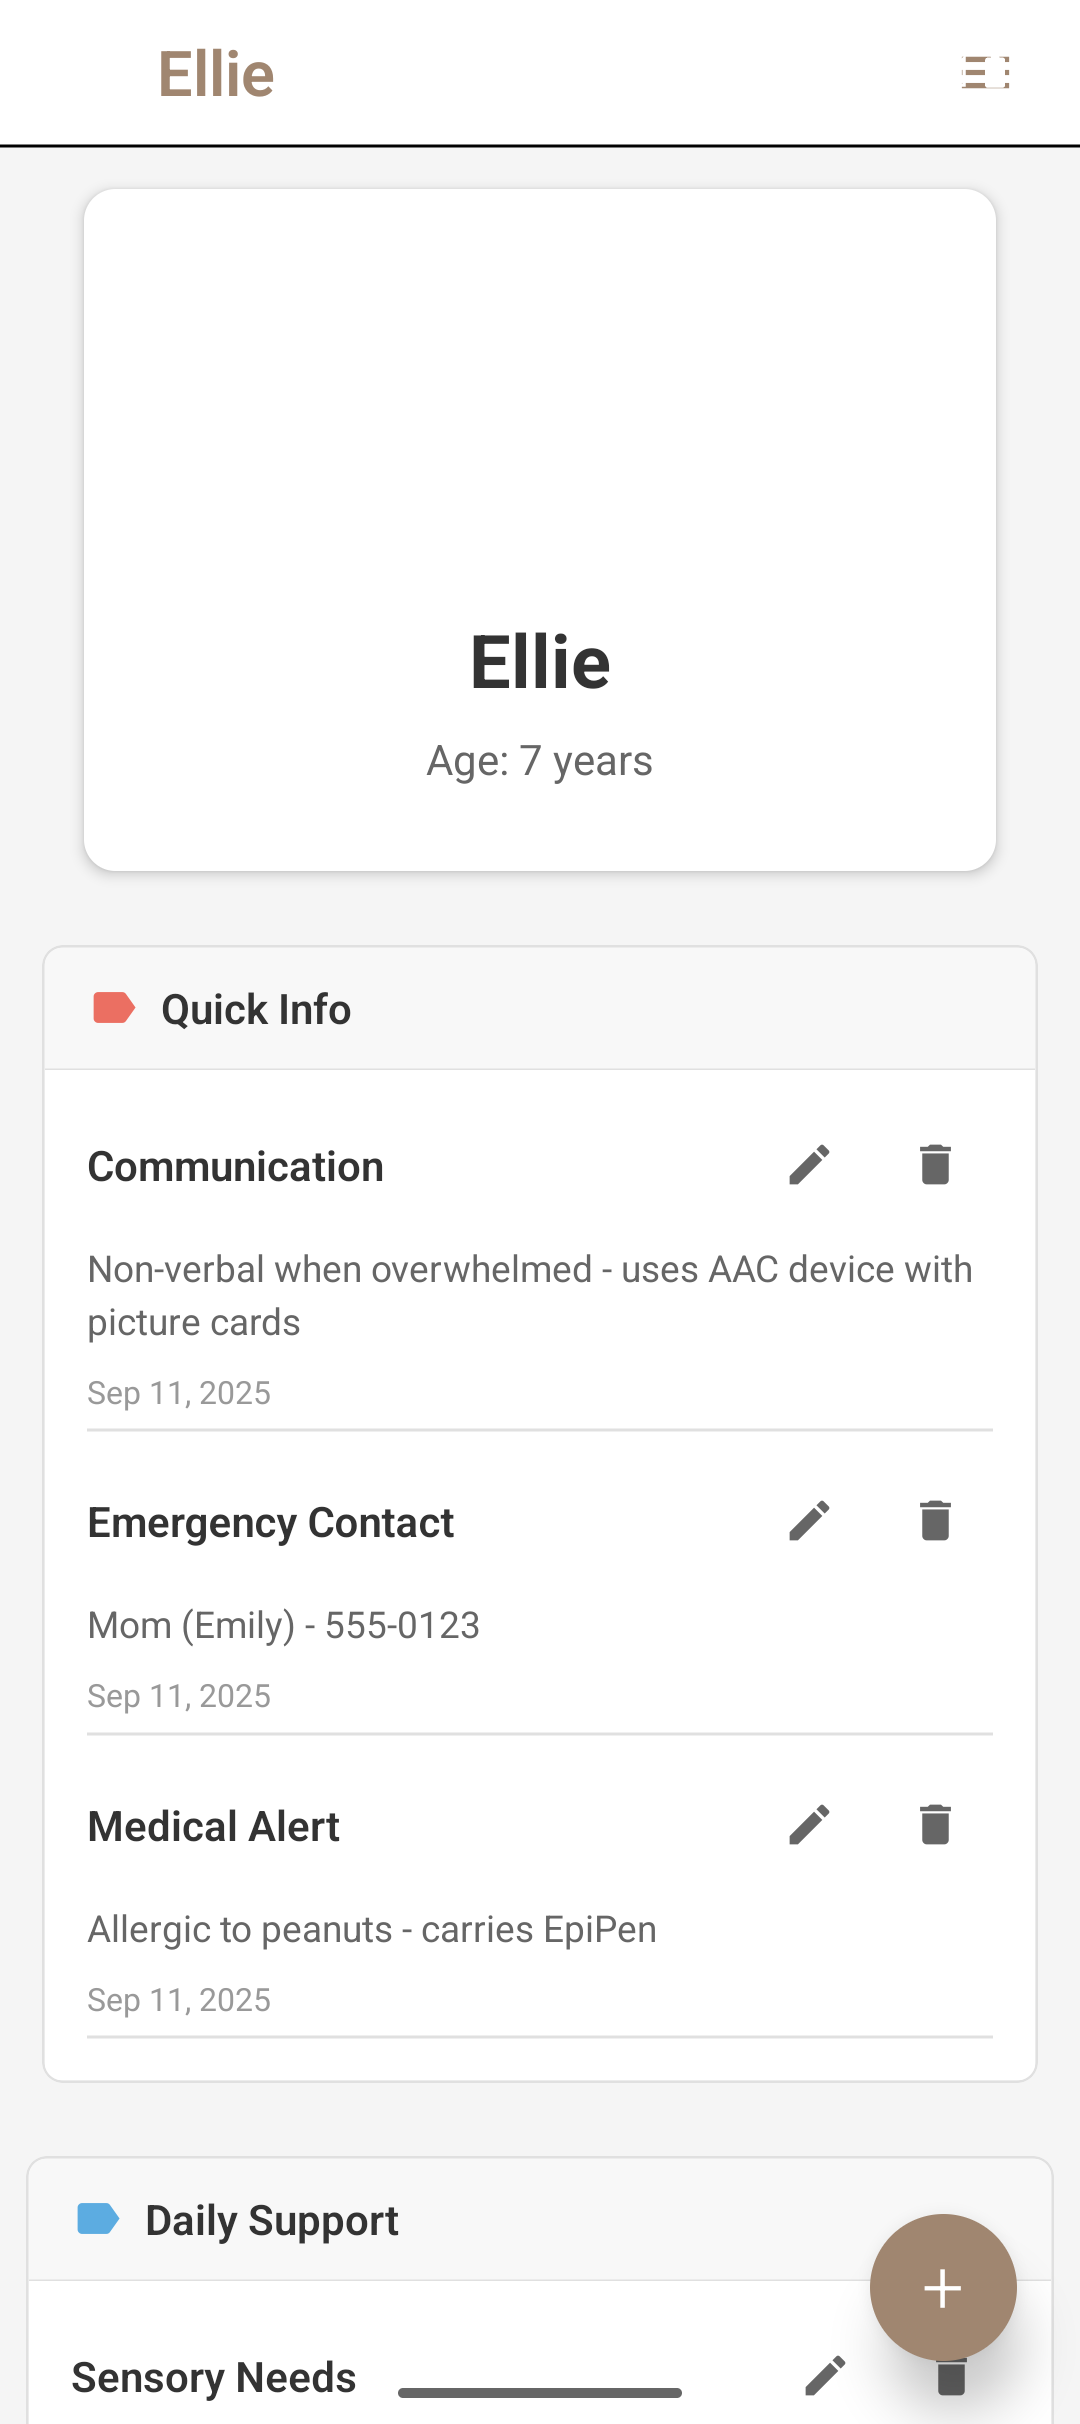 Ellie
Ellie
Age: 7 years
Quick Info
Communication
Non-verbal when overwhelmed - uses AAC device with
picture cards
Sep 11, 2025
Emergency Contact
Mom (Emily) - 555-0123
Sep 11, 2025
Medical Alert
Allergic to peanuts - carries EpiPen
Sep 11, 2025
Daily Support
Sensory Needs